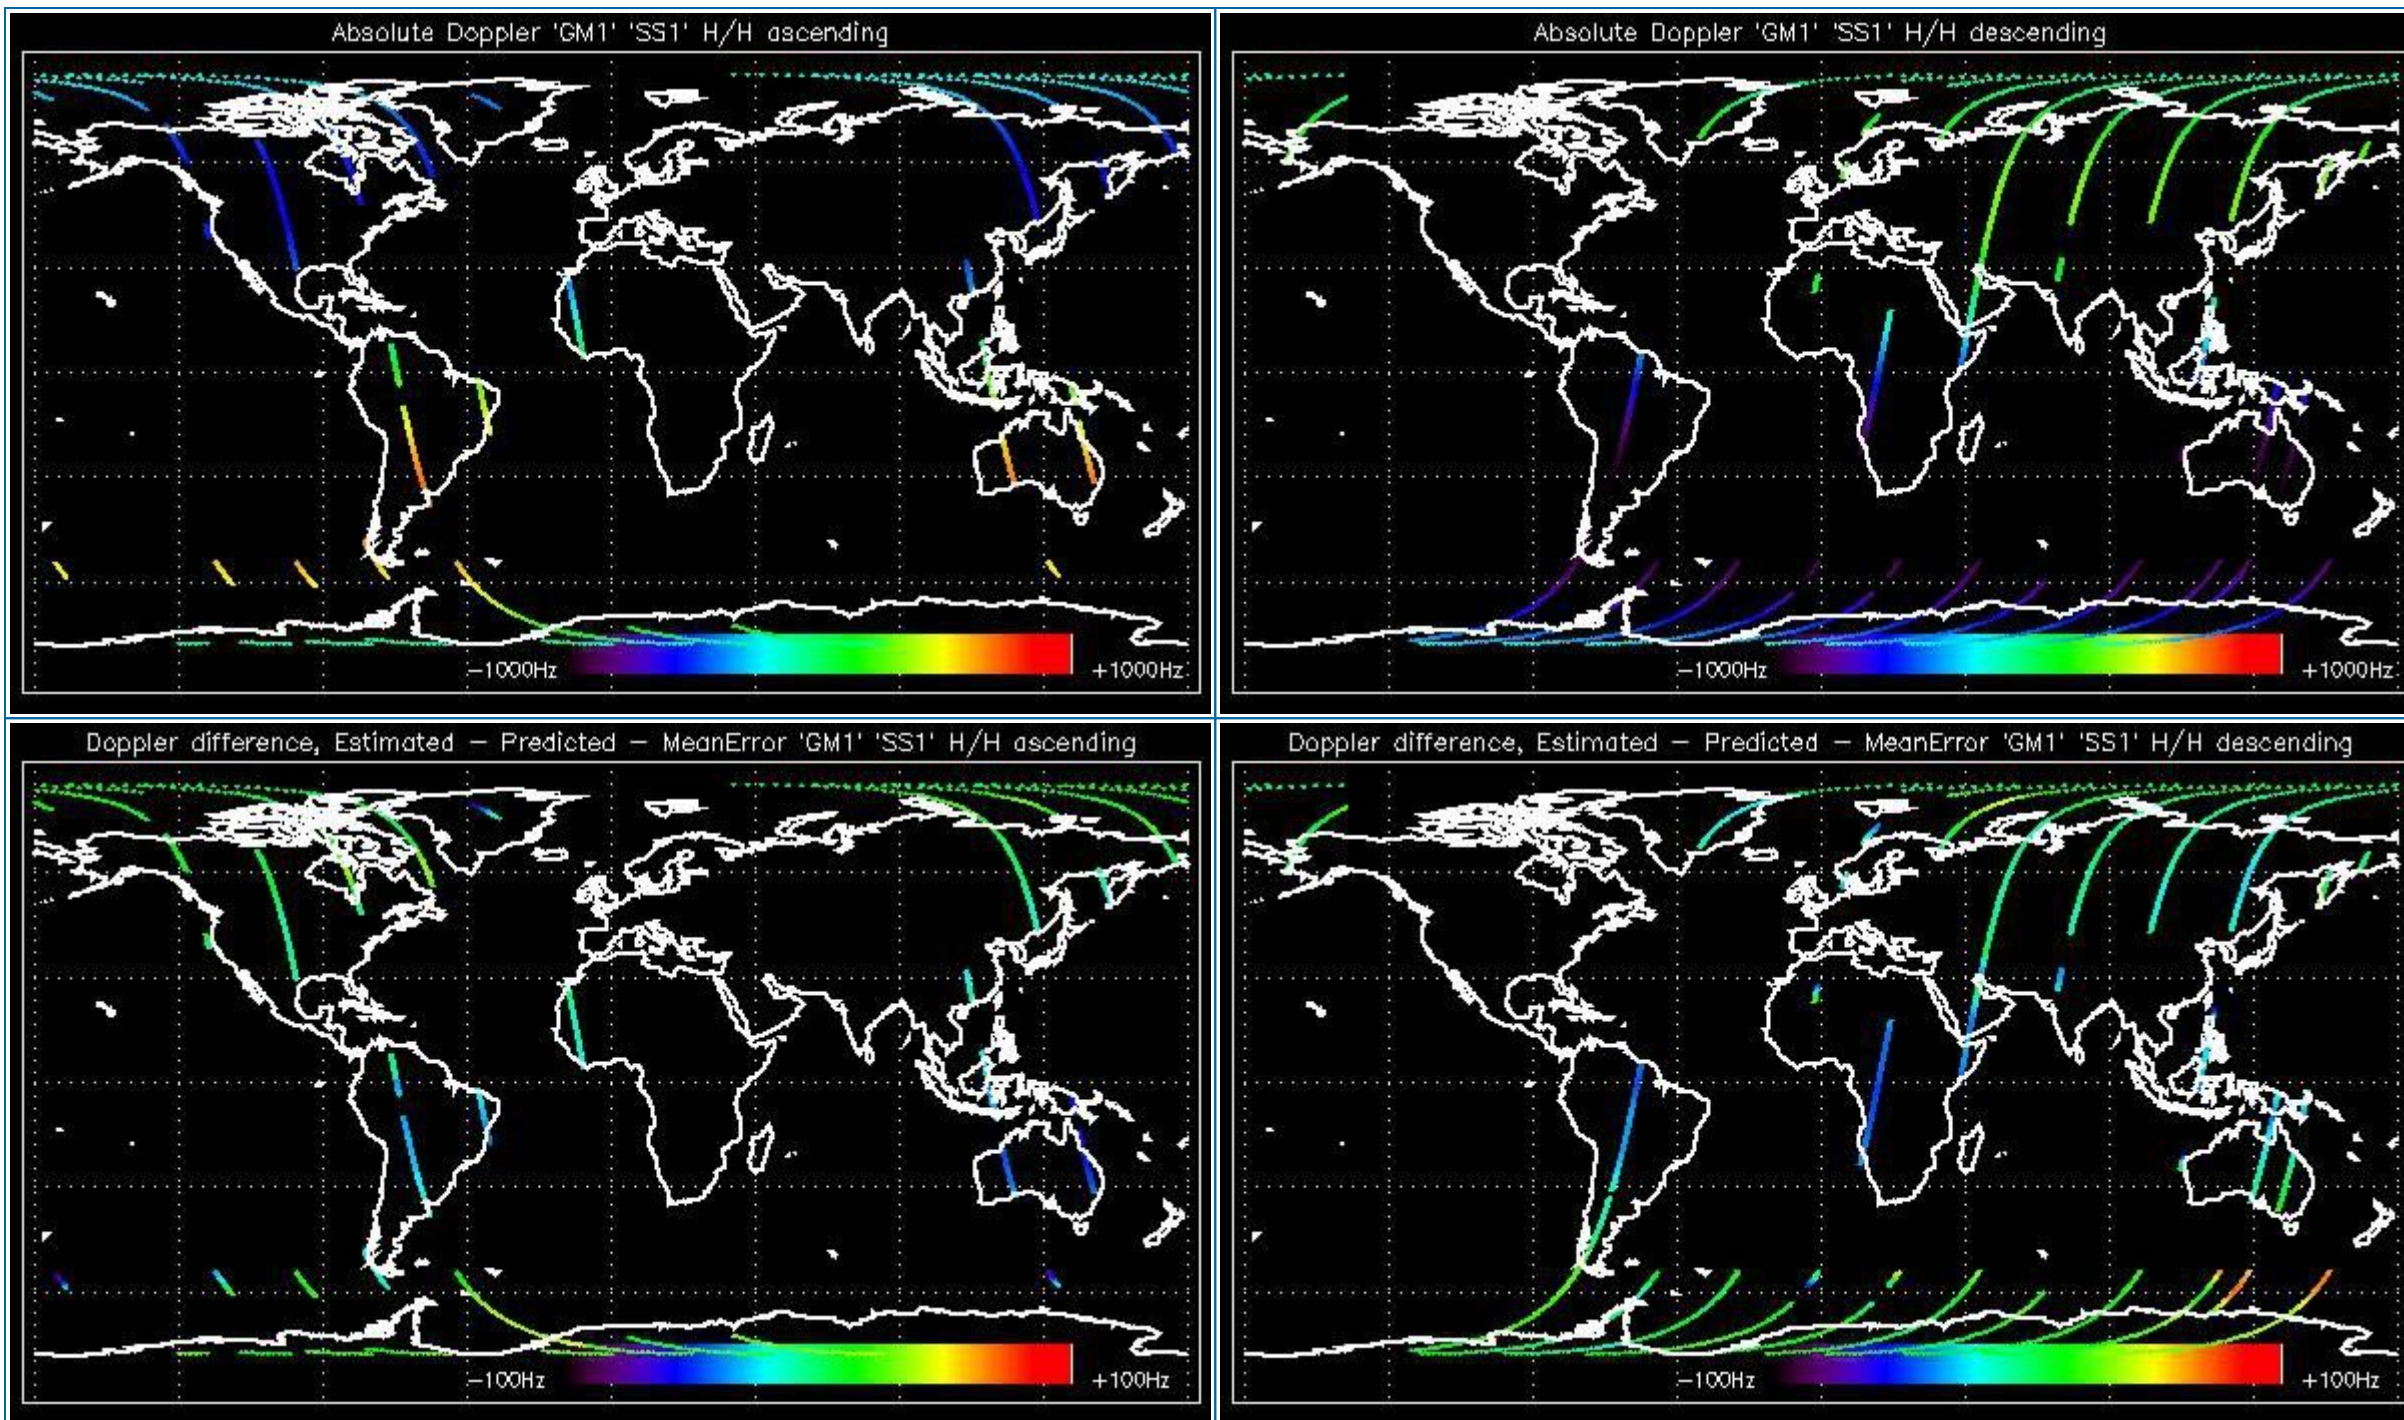 Absolute Doppler 'GM1' 'SS1' H/H ascending
−1000Hz
+1000Hz
Absolute Doppler 'GM1' 'SS1' H/H descending
−1000Hz
+1000Hz
Doppler difference, Estimated − Predicted − MeanError 'GM1' 'SS1' H/H ascending
−100Hz
+100Hz
Doppler difference, Estimated − Predicted − MeanError 'GM1' 'SS1' H/H descending
−100Hz
+100Hz